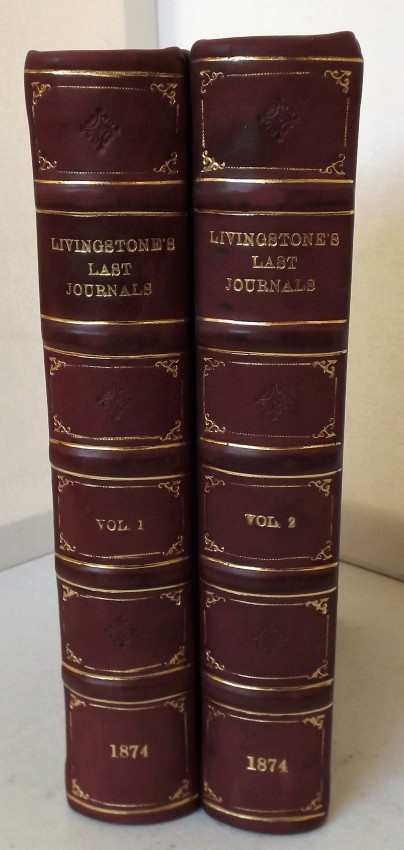 LIVINGSTONE'S
LAST
JOURNALS
VOL. 1
1874
LIVINGSTONE'S
LAST
JOURNALS
VOL. 2
1874